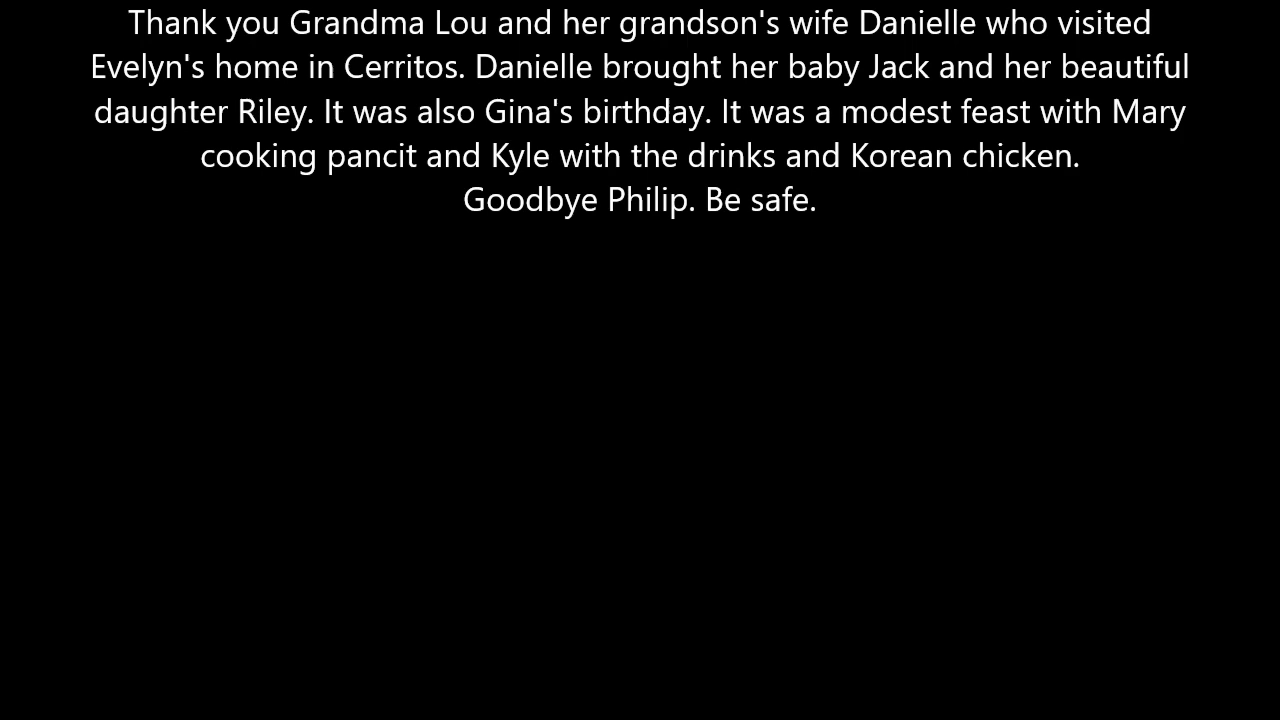 Thank you Grandma Lou and her grandson's wife Danielle who visited
Evelyn's home in Cerritos. Danielle brought her baby Jack and her beautiful
daughter Riley. It was also Gina's birthday. It was a modest feast with Mary
cooking pancit and Kyle with the drinks and Korean chicken.
Goodbye Philip. Be safe.